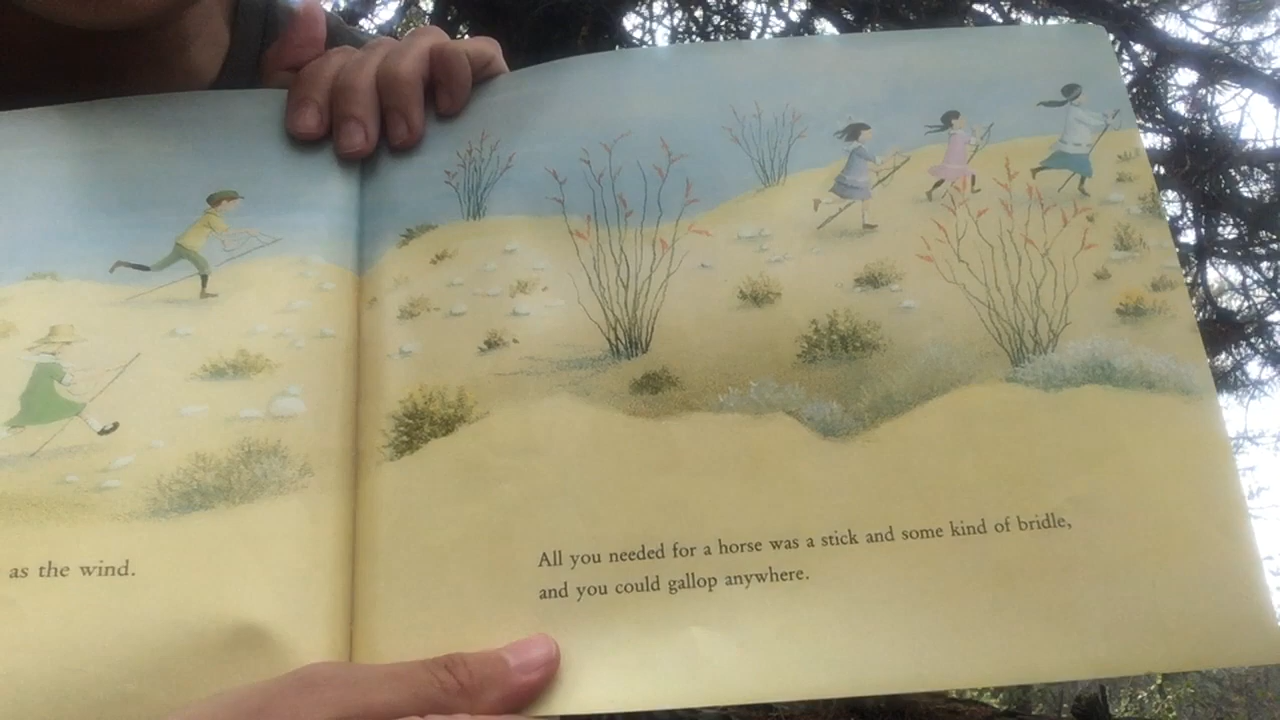 as the wind.
All you needed for a horse was a stick and some kind of bridle,
and you could gallop anywhere.